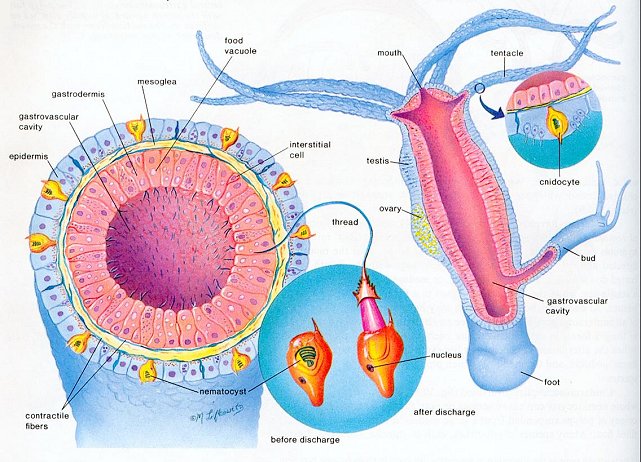 food
vacuole
mesoglea
gastrodermis
gastrovascular
cavity
epidermis
interstitial
cell
mouth
tentacle
cnidocyte
testis
ovary
thread
bud
gastrovascular
cavity
nucleus
foot
nematocyst
contractile
fibers
before discharge
after discharge